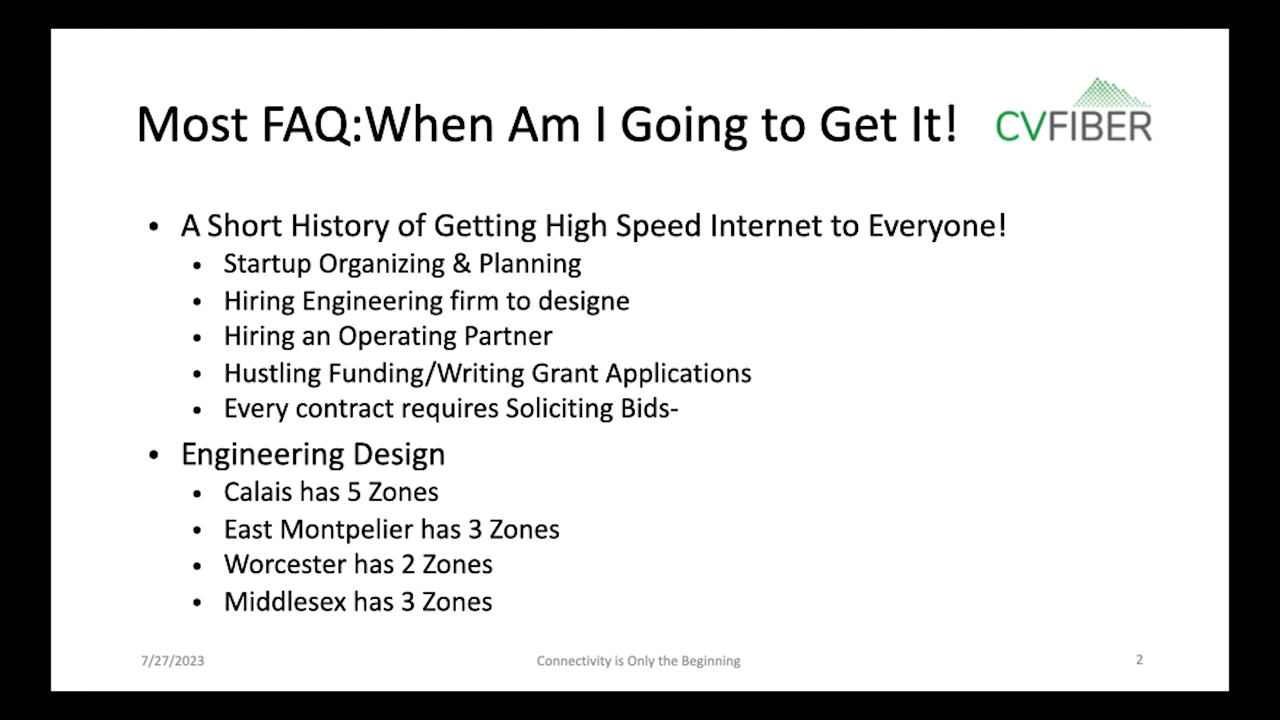 Most FAQ:When Am I Going to Get It!
CVFIBER
• A Short History of Getting High Speed Internet to Everyone!
• Startup Organizing & Planning
• Hiring Engineering firm to designe
• Hiring an Operating Partner
• Hustling Funding/Writing Grant Applications
• Every contract requires Soliciting Bids-
• Engineering Design
• Calais has 5 Zones
• East Montpelier has 3 Zones
• Worcester has 2 Zones
• Middlesex has 3 Zones
7/27/2023
Connectivity is Only the Beginning
2